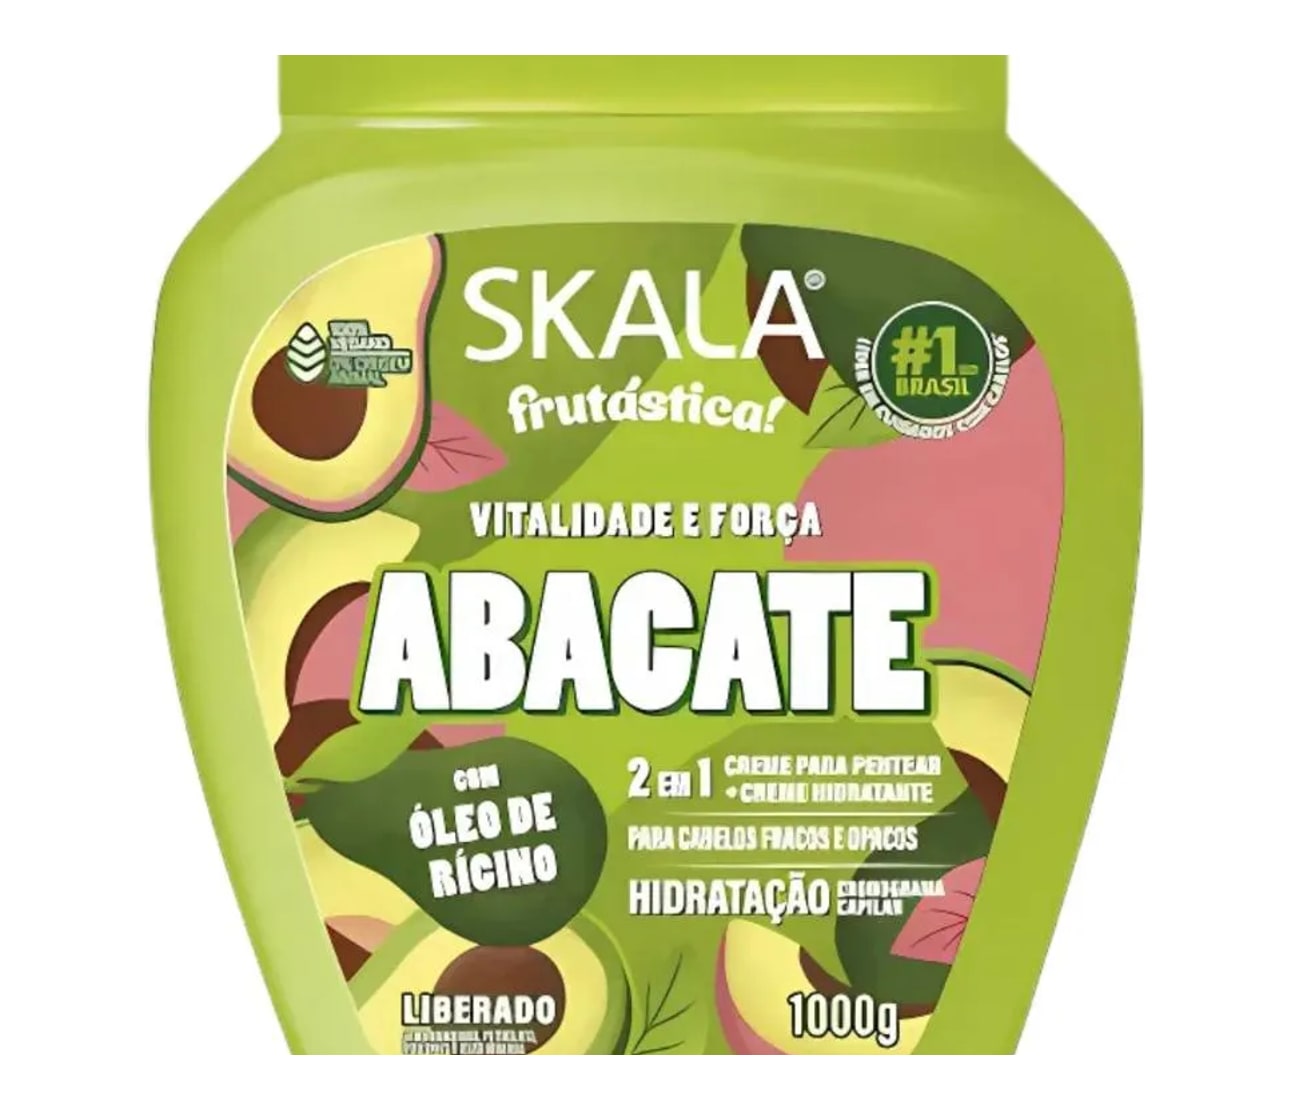 SKALA®
frutástica!
#1
BRASIL
VITALIDADE E FORÇA
ABACATE
COM
ÓLEO DE
RÍCINO
2 EM 1
CREME PARA PENTEAR
+ CREME HIDRATANTE
PARA CABELOS FRACOS E OPACOS
HIDRATAÇÃO
CAPILAR
LIBERADO
1000g